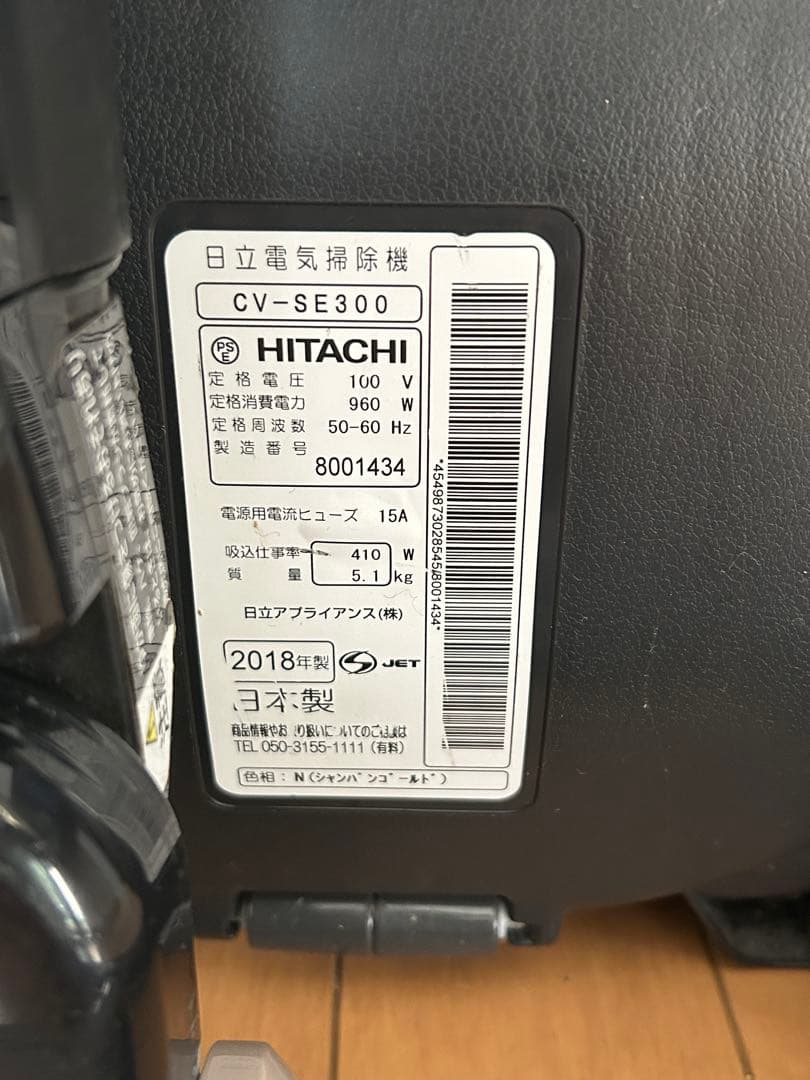 日立電気掃除機
CV-SE300
PS E HITACHI
定格電圧 100 V
定格消費電力 960 W
定格周波数 50-60 Hz
製造番号
8001434
電源用電流ヒューズ 15A
吸込仕事率 410 W
質量 5.1 kg
日立アプライアンス(株)
2018年製 S JET
日本製
商品情報やお り扱いについてのご は
TEL 050-3155-1111 (有料)
色相：N(シャンパンゴールド)
*4549873028545/8001434*